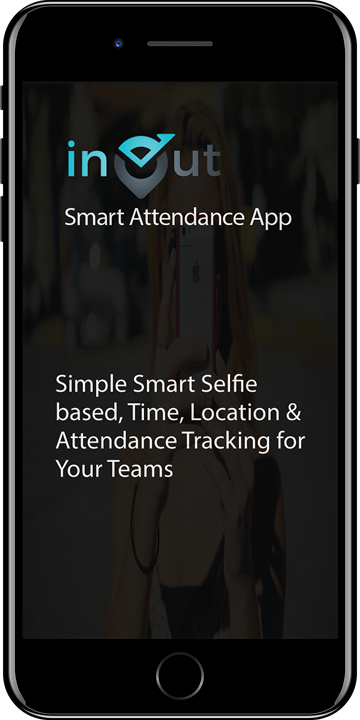 inOut
Smart Attendance App
Simple Smart Selfie
based, Time, Location &
Attendance Tracking for
Your Teams